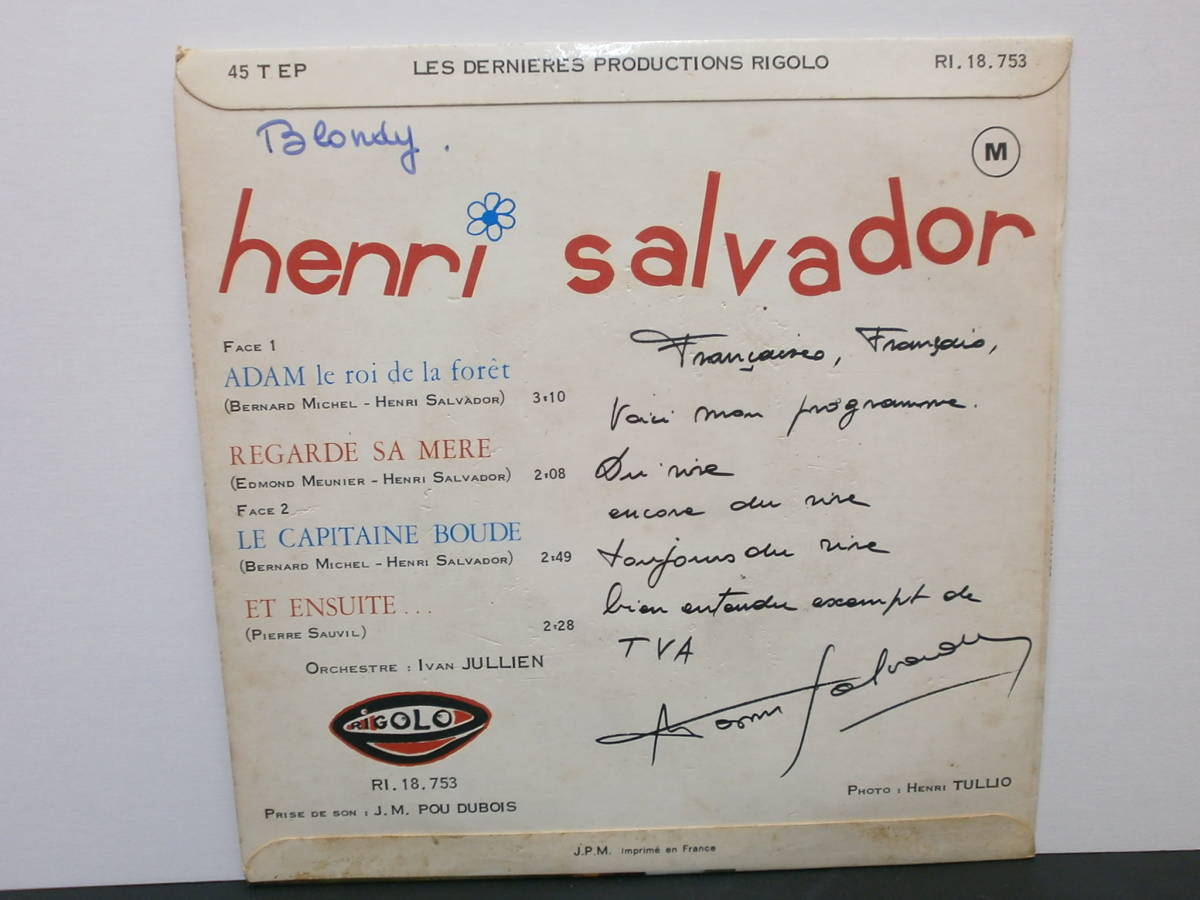 45 T EP LES DERNIÈRES PRODUCTIONS RIGOLO RI.18.753
Blondy.
M
henri salvador
FACE 1
ADAM le roi de la forêt
(BERNARD MICHEL - HENRI SALVADOR) 3:10
REGARDE SA MERE
(EDMOND MEUNIER - HENRI SALVADOR) 2:08
FACE 2
LE CAPITAINE BOUDE
(BERNARD MICHEL - HENRI SALVADOR) 2:49
ET ENSUITE...
(PIERRE SAUVIL) 2:28
ORCHESTRE : IVAN JULLIEN
RIGOLO
RI.18.753
PRISE DE SON : J.M. POU DUBOIS
Françaises, Français,
Voici mon programme.
Du rire
encore du rire
toujours du rire
bien entendu exempt de
TVA
Henri Salvador
PHOTO : HENRI TULLIO
J.P.M. Imprimé en France